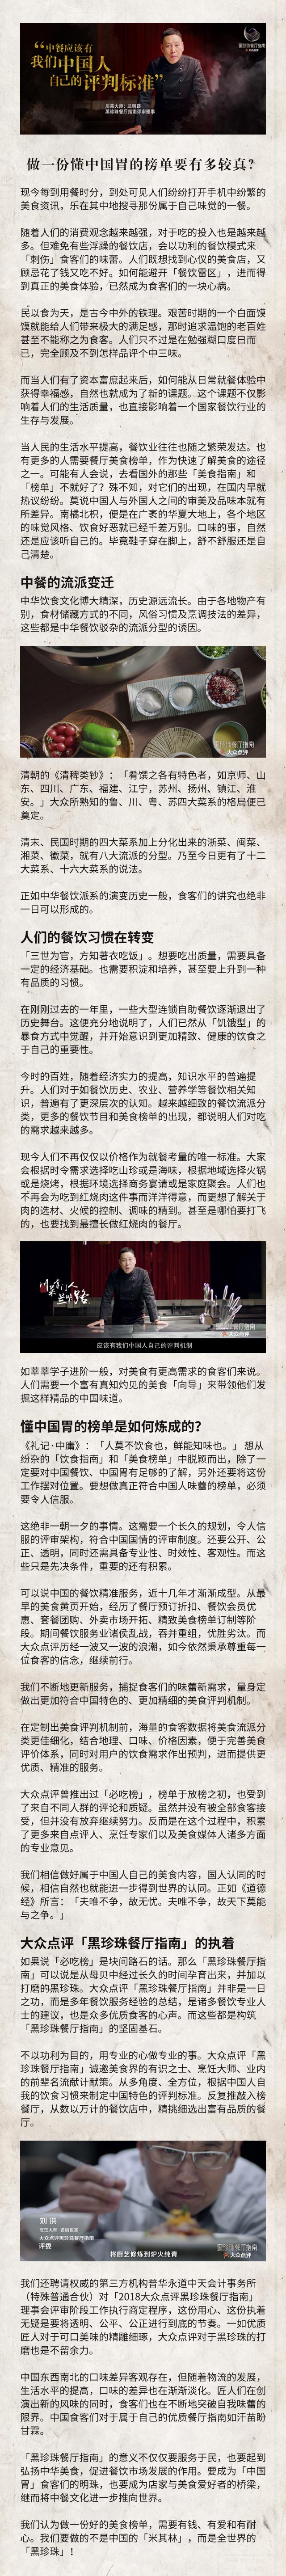 “中餐应该有
我们中国人
自己的评判标准”
川菜大师：兰明路
黑珍珠餐厅指南评审理事
黑珍珠餐厅指南
大众点评
做一份懂中国胃的榜单要有多较真？
现今每到用餐时分，到处可见人们纷纷打开手机中纷繁的
美食资讯，乐在其中地搜寻那份属于自己味觉的一餐。
随着人们的消费观念越来越强，对于吃的投入也是越来越
多。但难免有些浮躁的餐饮店，会以功利的餐饮模式来
「刺伤」食客们的味蕾。人们既想找到心仪的美食店，又
顾忌花了钱又吃不好。如何能避开「餐饮雷区」，进而得
到真正的美食体验，已然成为食客们的一块心病。
民以食为天，是古今中外的铁理。艰苦时期的一个白面馍
馍就能给人们带来极大的满足感，那时追求温饱的老百姓
甚至不能称之为食客。人们只不过是在勉强糊口度日而
已，完全顾及不到怎样品评个中三味。
而当人们有了资本富庶起来后，如何能从日常就餐体验中
获得幸福感，自然也就成为了新的课题。这个课题不仅影
响着人们的生活质量，也直接影响着一个国家餐饮行业的
生存与发展。
当人民的生活水平提高，餐饮业往往也随之繁荣发达。也
有更多的人需要餐厅美食榜单，作为快速了解美食的途径
之一。可能有人会说，去看国外的那些「美食指南」和
「榜单」不就好了？殊不知，对它们的出现，在国内早就
热议纷纷。莫说中国人与外国人之间的审美及品味本就有
所差异。南橘北枳，便是在广袤的华夏大地上，各个地区
的味觉风格、饮食好恶就已经千差万别。口味的事，自然
还是应该听自己的。毕竟鞋子穿在脚上，舒不舒服还是自
己清楚。
中餐的流派变迁
中华饮食文化博大精深，历史源远流长。由于各地物产有
别，食材储藏方式的不同，风俗习惯及烹调技法的差异，
这些都是中华餐饮驳杂的流派分型的诱因。
黑珍珠餐厅指南
大众点评
清朝的《清稗类钞》：「肴馔之各有特色者，如京师、山
东、四川、广东、福建、江宁，苏州、扬州、镇江、淮
安。」大众所熟知的鲁、川、粤、苏四大菜系的格局便已
奠定。
清末、民国时期的四大菜系加上分化出来的浙菜、闽菜、
湘菜、徽菜，就有八大流派的分型。乃至今日更有了十二
大菜系、十六大菜系的说法。
正如中华餐饮派系的演变历史一般，食客们的讲究也绝非
一日可以形成的。
人们的餐饮习惯在转变
「三世为官，方知著衣吃饭」。想要吃出质量，需要具备
一定的经济基础。也需要积淀和培养，甚至要上升到一种
有品质的习惯。
在刚刚过去的一年里，一些大型连锁自助餐饮逐渐退出了
历史舞台。这便充分地说明了，人们已然从「饥饿型」的
暴食方式中觉醒，并开始意识到更加精致、健康的饮食之
于自己的重要性。
今时的百姓，随着经济实力的提高，知识水平的普遍提
升。人们对于如餐饮历史、农业、营养学等餐饮相关知
识，普遍有了更深层次的认知。越来越细致的餐饮流派分
类，更多的餐饮节目和美食榜单的出现，都说明人们对吃
的需求越来越多。
现今人们不再仅仅以价格作为就餐考量的唯一标准。大家
会根据时令需求选择吃山珍或是海味，根据地域选择火锅
或是烧烤，根据环境选择商务宴请或是家庭聚会。人们也
不再会为吃到红烧肉这件事而洋洋得意，而更想了解关于
肉的选材、火候的控制、调味的精到。甚至是哪怕要打飞
的，也要找到最擅长做红烧肉的餐厅。
应该有我们中国人自己的评判机制
黑珍珠餐厅指南
大众点评
如莘莘学子进阶一般，对美食有更高需求的食客们来说。
人们需要一个富有真知灼见的美食「向导」来带领他们发
掘这样精品的中国味道。
懂中国胃的榜单是如何炼成的？
《礼记·中庸》：「人莫不饮食也，鲜能知味也。」 想从
纷杂的「饮食指南」和「美食榜单」中脱颖而出，除了一
定要对中国餐饮、中国胃有足够的了解，另外还要将这份
工作摆对位置。要想做真正符合中国人味蕾的榜单，必须
要令人信服。
这绝非一朝一夕的事情。这需要一个长久的规划，令人信
服的评审架构，符合中国国情的评审制度。还要公开、公
正、透明，同时还需具备专业性、时效性、客观性。而这
些只是先决条件，重要的还有积累。
可以说中国的餐饮精准服务，近十几年才渐渐成型。从最
早的美食黄页开始，经历了餐厅预订折扣、餐饮会员优
惠、套餐团购、外卖市场开拓、精致美食榜单订制等阶
段。期间餐饮服务业诸侯乱战，吞并重组，优胜劣汰。而
大众点评历经一波又一波的浪潮，如今依然秉承尊重每一
位食客的信念，继续前行。
我们不断地更新服务，捕捉食客们的味蕾新需求，量身定
做出更加符合中国特色的、更加精细的美食评判机制。
在定制出美食评判机制前，海量的食客数据将美食流派分
类更佳细化，结合地理、口味、价格因素，便于完善美食
评价体系，同时对用户的饮食需求作出预判，进而提供更
优质、精准的服务。
大众点评曾推出过「必吃榜」，榜单于放榜之初，也受到
了来自不同人群的评论和质疑。虽然并没有被全部食客接
受，但并没有放弃继续努力。反而是在这个过程中，积累
了更多来自点评人、烹饪专家们以及美食媒体人诸多方面
的专业意见。
我们相信做好属于中国人自己的美食内容，国人认同的时
候，相信自然也就能进一步得到世界的认同。正如《道德
经》所言：「夫唯不争，故无忧。夫唯不争，故天下莫能
与之争。」
大众点评「黑珍珠餐厅指南」的执着
如果说「必吃榜」是块问路石的话。那么「黑珍珠餐厅指
南」可以说是从母贝中经过长久的时间孕育出来，并加以
打磨的黑珍珠。大众点评「黑珍珠餐厅指南」并非是一日
之功，而是多年餐饮服务经验的总结，是诸多餐饮专业人
士的建议，也是众多优质食客的心声。而这些都是构筑
「黑珍珠餐厅指南」的坚固基石。
不以功利为目的，用专业的心做专业的事。大众点评「黑
珍珠餐厅指南」诚邀美食界的有识之士、烹饪大师、业内
的前辈名流献计献策。从多角度、全方位，根据中国人自
我的饮食习惯来制定中国特色的评判标准。反复推敲入榜
餐厅，从数以万计的餐饮店中，精挑细选出富有品质的餐
厅。
刘 淇
大众点评黑珍珠餐厅指南
评委
将厨艺修炼到炉火纯青
黑珍珠餐厅指南
大众点评
我们还聘请权威的第三方机构普华永道中天会计事务所
（特殊普通合伙）对「2018大众点评黑珍珠餐厅指南」
理事会评审阶段工作执行商定程序，这份用心、这份执着
无疑是要将透明、公平、公正进行到底的节奏。一如优质
匠人对于可口美味的精雕细琢，大众点评对于黑珍珠的打
磨也是不留余力。
中国东西南北的口味差异客观存在，但随着物流的发展，
生活水平的提高，口味的差异也在渐渐淡化。匠人们在创
演出新的风味的同时，食客们也在不断地突破自我味蕾的
限界。中国食客们对于属于自己的优质餐厅指南如汗苗盼
甘霖。
「黑珍珠餐厅指南」的意义不仅仅要服务于民，也要起到
弘扬中华美食，促进餐饮市场发展的作用。要成为「中国
胃」食客们的明珠，也要成为店家与美食爱好者的桥梁，
继而将中餐文化进一步推向世界。
我们认为做一份好的美食榜单，需要有钱、有爱和有耐
心。我们要做的不是中国的「米其林」，而是全世界的
「黑珍珠」！